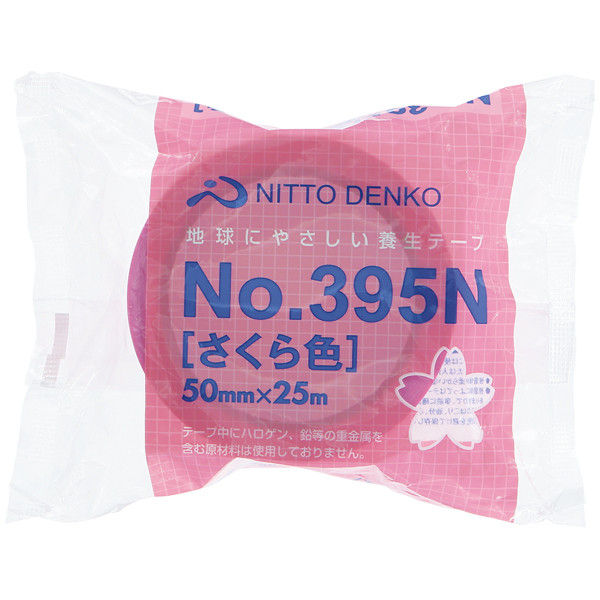 NITTO DENKO
地球にやさしい養生テープ
No.395N
[さくら色]
50mm×25m
テープ中にハロゲン、鉛等の重金属を
含む原材料は使用しておりません。